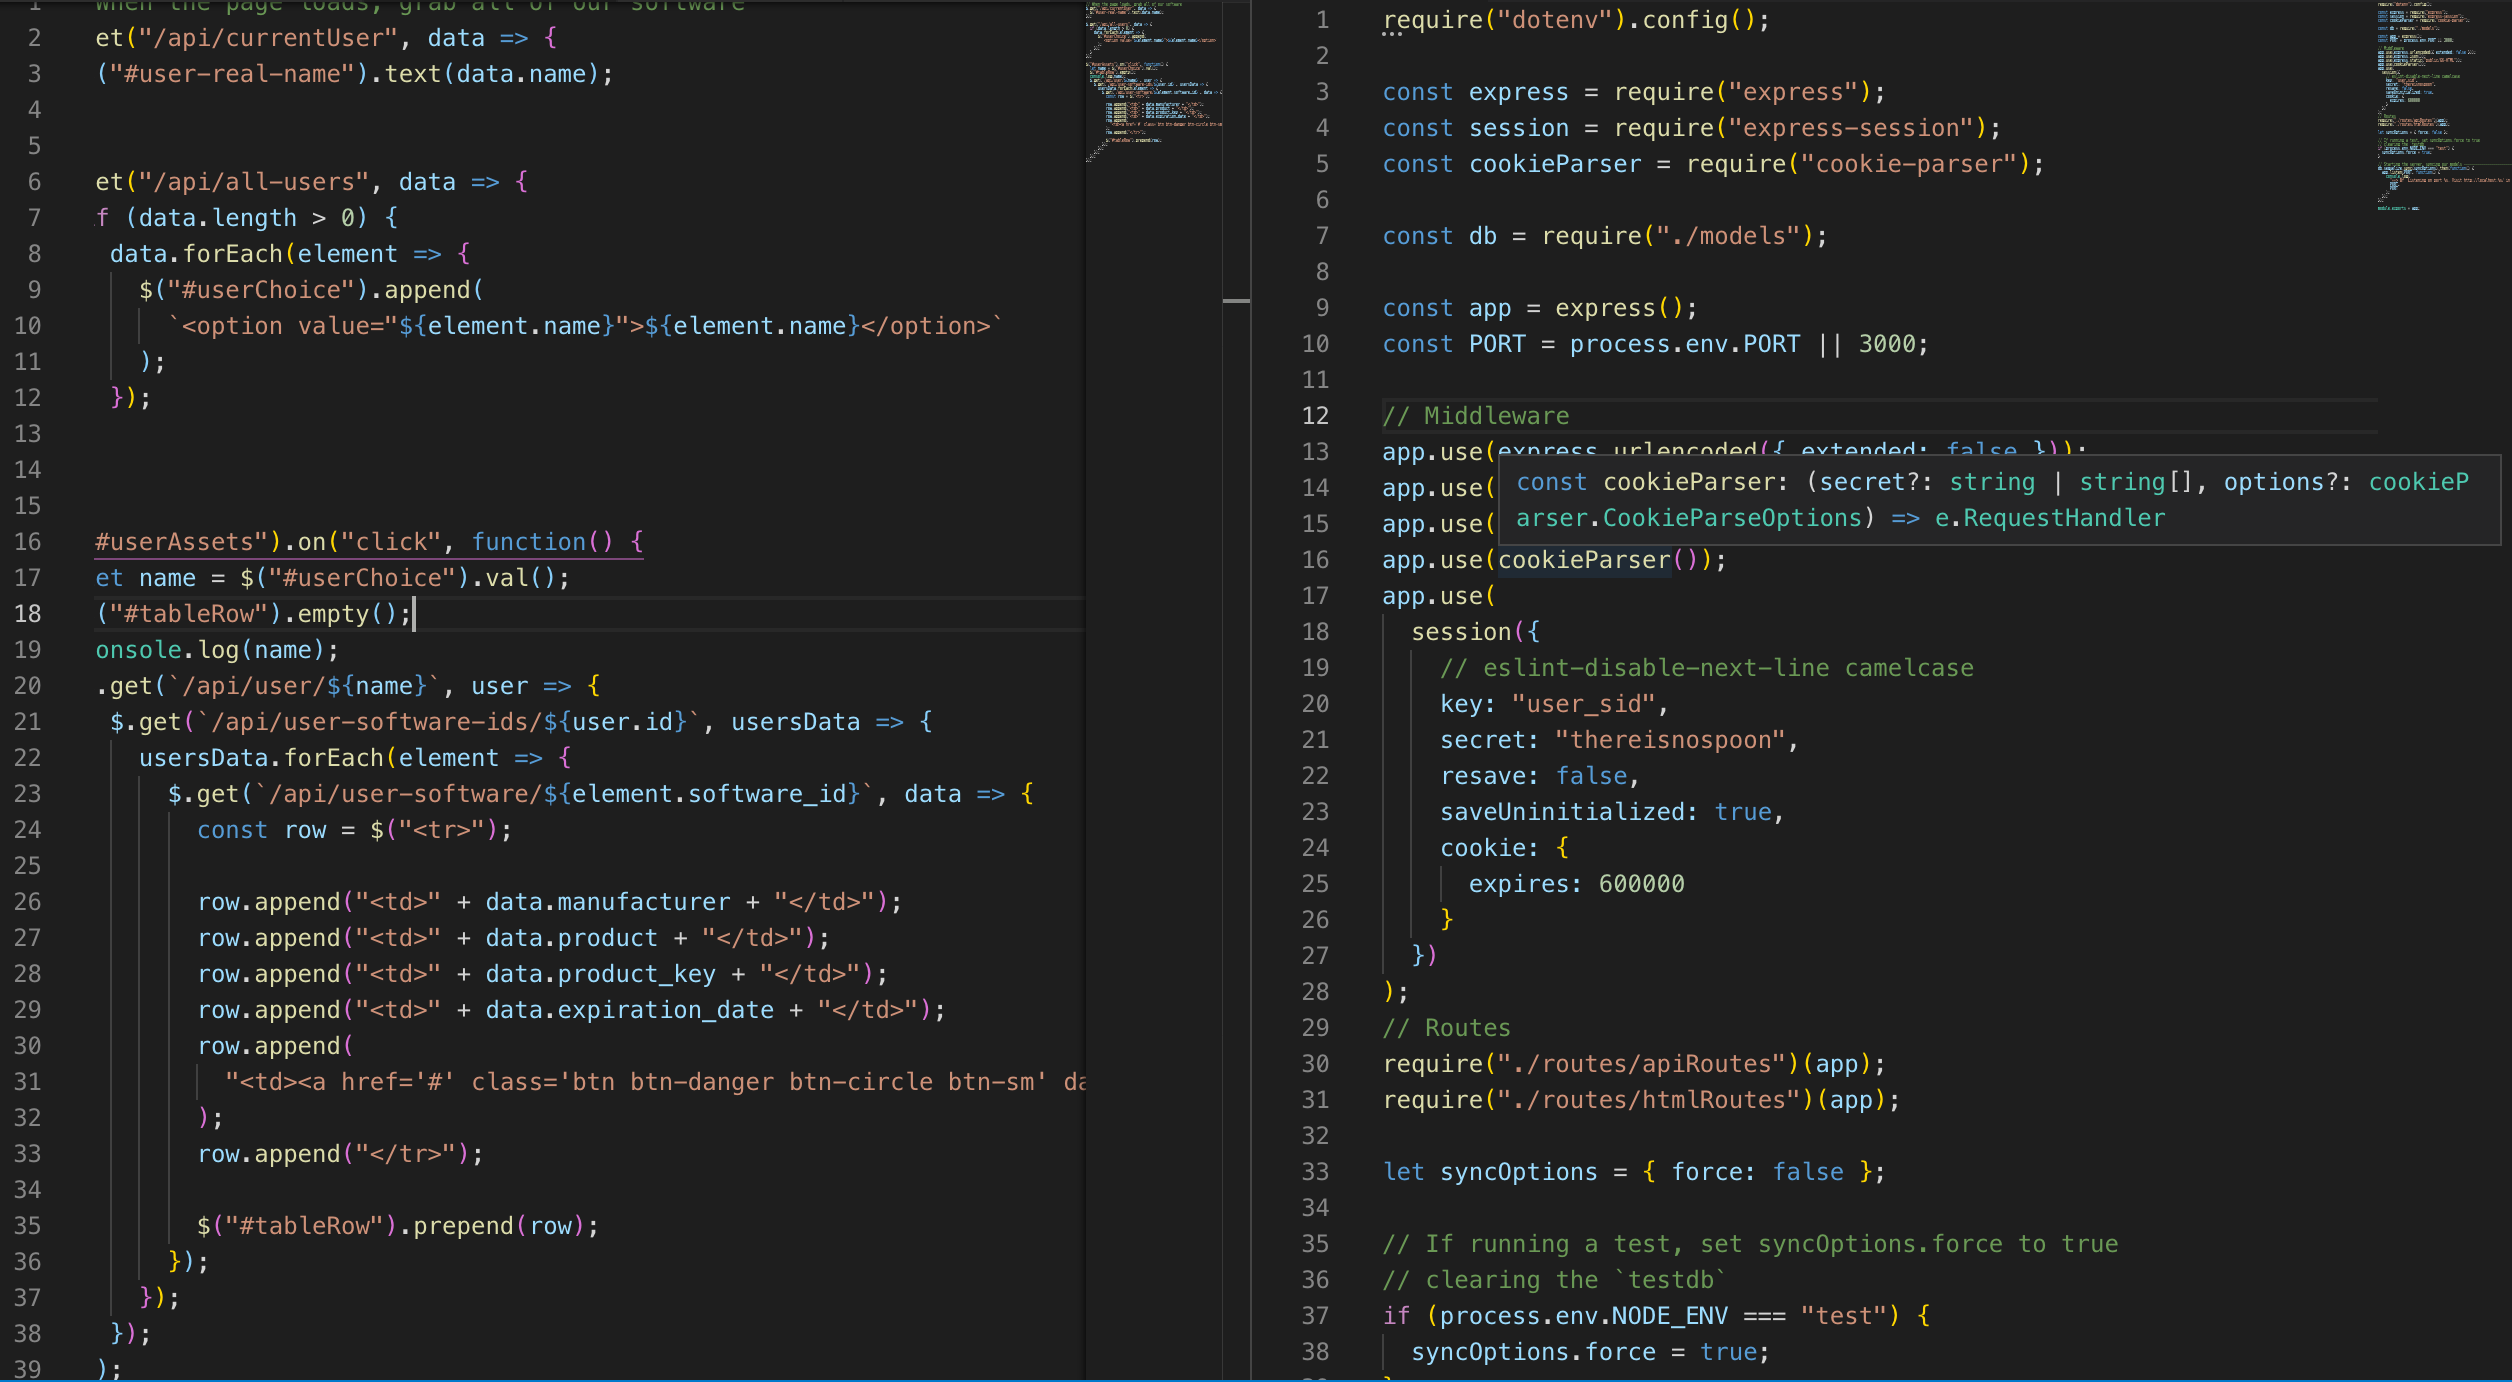 1 When the page loads, grab all of our software
2 et("/api/currentUser", data => {
3 ("#user-real-name").text(data.name);
4
5
6 et("/api/all-users", data => {
7 f (data.length > 0) {
8 data.forEach(element => {
9 $("#userChoice").append(
10 `<option value="${element.name}">${element.name}</option>`
11 );
12 });
13
14
15
16 #userAssets").on("click", function() {
17 et name = $("#userChoice").val();
18 ("#tableRow").empty();
19 onsole.log(name);
20 .get(`/api/user/${name}`, user => {
21 $.get(`/api/user-software-ids/${user.id}`, usersData => {
22 usersData.forEach(element => {
23 $.get(`/api/user-software/${element.software_id}`, data => {
24 const row = $("<tr>");
25
26 row.append("<td>" + data.manufacturer + "</td>");
27 row.append("<td>" + data.product + "</td>");
28 row.append("<td>" + data.product_key + "</td>");
29 row.append("<td>" + data.expiration_date + "</td>");
30 row.append(
31 "<td><a href='#' class='btn btn-danger btn-circle btn-sm' da
32 );
33 row.append("</tr>");
34
35 $("#tableRow").prepend(row);
36 });
37 });
38 });
39 );
1 require("dotenv").config();
2
3 const express = require("express");
4 const session = require("express-session");
5 const cookieParser = require("cookie-parser");
6
7 const db = require("./models");
8
9 const app = express();
10 const PORT = process.env.PORT || 3000;
11
12 // Middleware
13 app.use(express.urlencoded({ extended: false }));
14 app.use(
15 app.use(
const cookieParser: (secret?: string | string[], options?: cookieP
arser.CookieParseOptions) => e.RequestHandler
16 app.use(cookieParser());
17 app.use(
18 session({
19 // eslint-disable-next-line camelcase
20 key: "user_sid",
21 secret: "thereisnospoon",
22 resave: false,
23 saveUninitialized: true,
24 cookie: {
25 expires: 600000
26 }
27 })
28 );
29 // Routes
30 require("./routes/apiRoutes")(app);
31 require("./routes/htmlRoutes")(app);
32
33 let syncOptions = { force: false };
34
35 // If running a test, set syncOptions.force to true
36 // clearing the `testdb`
37 if (process.env.NODE_ENV === "test") {
38 syncOptions.force = true;